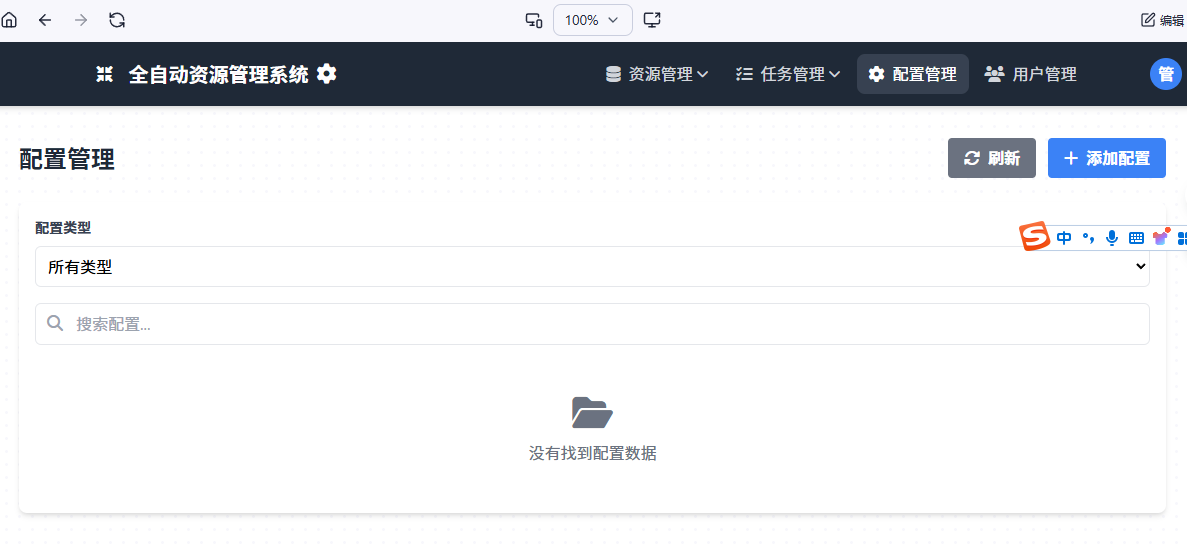 100%
编辑
全自动资源管理系统
资源管理
任务管理
配置管理
用户管理
管
配置管理
刷新
添加配置
配置类型
S中
所有类型
搜索配置...
没有找到配置数据